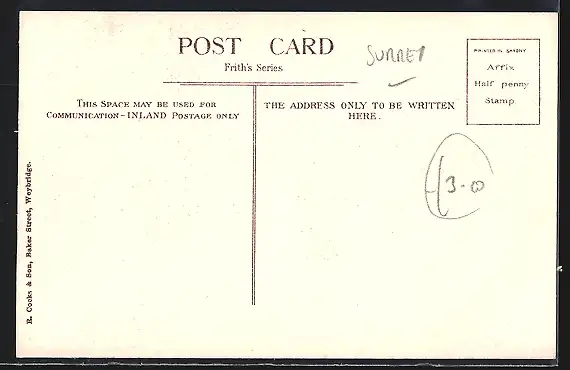 POST CARD
Frith's Series
SURREY
PRINTED IN SAXONY
Affix
Half penny
Stamp.
THIS SPACE MAY BE USED FOR
COMMUNICATION - INLAND POSTAGE ONLY
THE ADDRESS ONLY TO BE WRITTEN
HERE.
3-0
R. Cooks & Son, Baker Street, Weybridge.